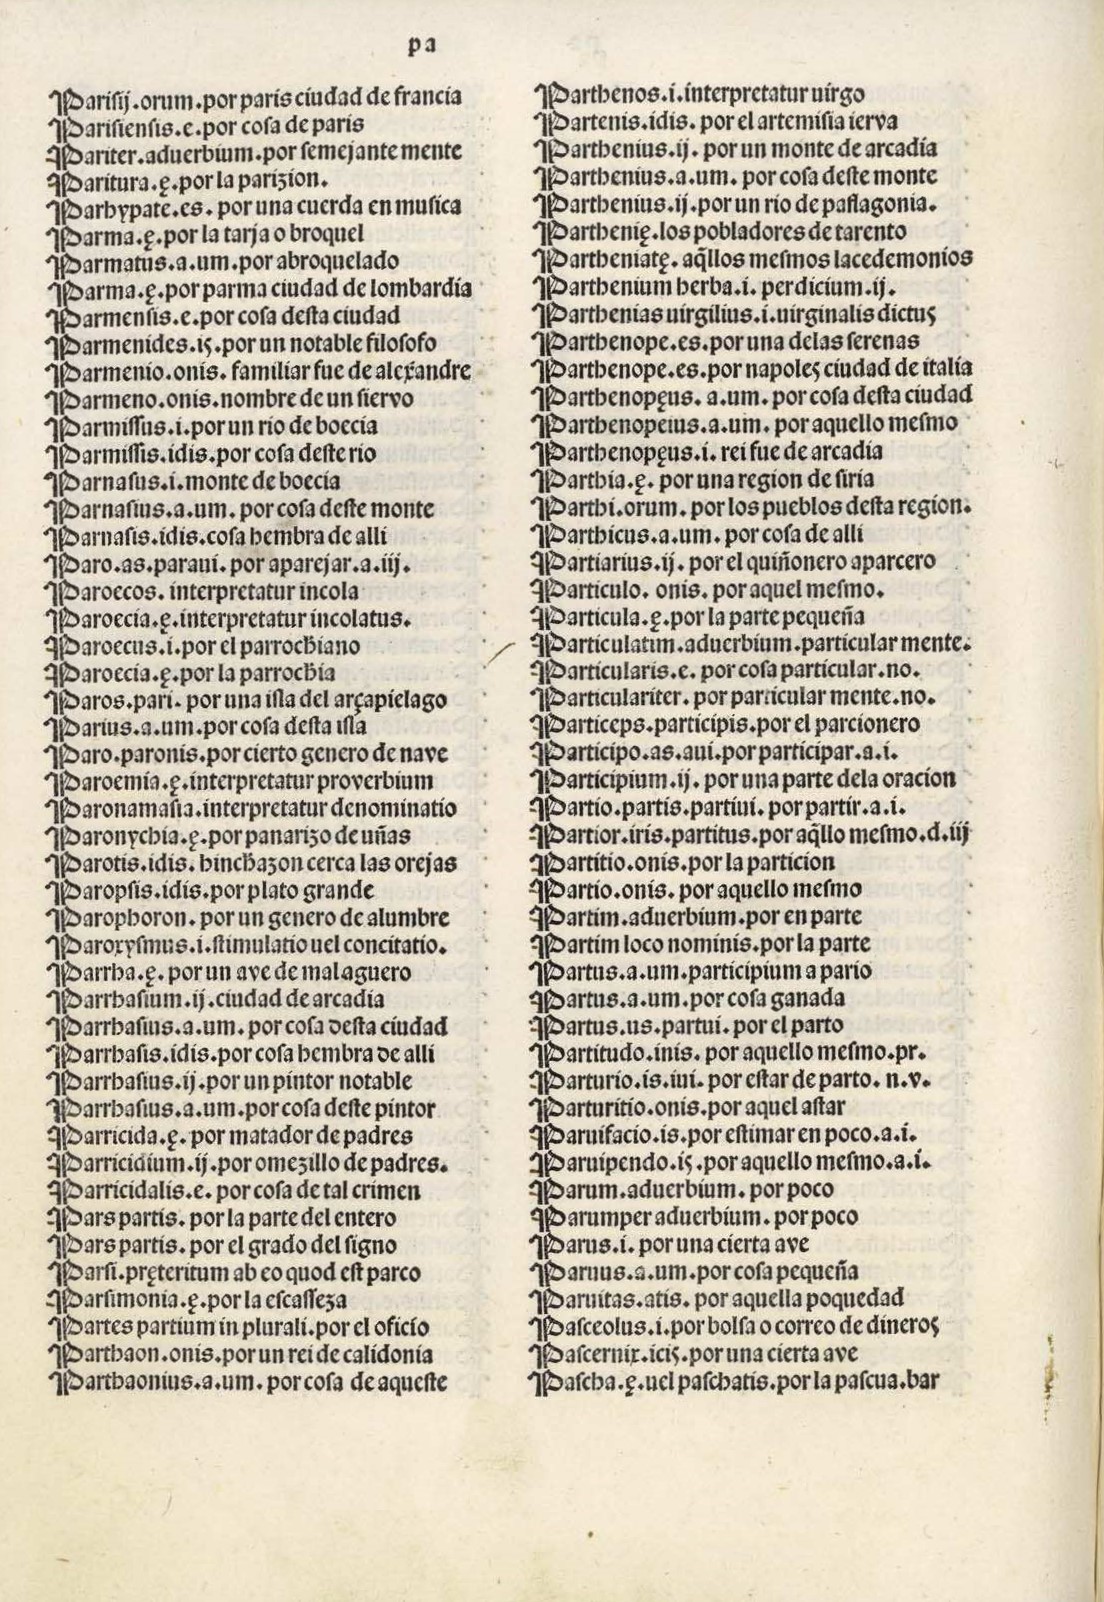 pa
¶Parisij.orum.por paris ciudad de francia
¶Parisiensis.e.por cosa de paris
¶Pariter.aduerbium.por semejante mente
¶Paritura.ę.por la parizion.
¶Parhypate.es. por una cuerda en musica
¶Parma.ę.por la tarja o broquel
¶Parmatus.a.um.por abroquelado
¶Parma.ę.por parma ciudad de lombardia
¶Parmensis.e.por cosa desta ciudad
¶Parmenides.is.por un notable filosofo
¶Parmenio.onis. familiar fue de alex̃andre
¶Parmeno.onis.nombre de un siervo
¶Parmissus.i.por un rio de boecia
¶Parmissis.idis.por cosa deste rio
¶Parnasus.i.monte de boecia
¶Parnasius.a.um. por cosa deste monte
¶Parnasis.idis.cosa hembra de alli
¶Paro.as.paraui. por aparejar.a.iij.
¶Paroecos. interpretatur incola
¶Paroecia.ę.interpretatur incolatus.
¶Paroecus.i.por el parrochiano
¶Paroecia.ę.por la parrochia
¶Paros.pari. por una isla del arçapielago
¶Parius.a.um.por cosa desta isla
¶Paro.paronis.por cierto genero de nave
¶Paroemia.ę.interpretatur proverbium
¶Paronamasia.interpretatur denominatio
¶Paronychia.ę.por panarizo de uñas
¶Parotis.idis. hinchazon cerca las orejas
¶Paropsis.idis.por plato grande
¶Parophoron. por un genero de alumbre
¶Paroxysmus.i.stimulatio uel concitatio.
¶Parrha.ę. por un ave de mal aguero
¶Parrhasium.ij.ciudad de arcadia
¶Parrhasius.a.um. por cosa desta ciudad
¶Parrhasis.idis.por cosa hembra de alli
¶Parrhasius.ij.por un pintor notable
¶Parrhasius.a.um.por cosa deste pintor
¶Parricida.ę. por matador de padres
¶Parricidium.ij.por omezillo de padres.
¶Parricidalis.e. por cosa de tal crimen
¶Pars partis. por la parte del entero
¶Pars partis. por el grado del signo
¶Parsi.pręteritum ab eo quod est parco
¶Parsimonia.ę.por la escasseza
¶Partes partium in plurali.por el oficio
¶Parthaon.onis.por un rei de calidonia
¶Parthaonius.a.um. por cosa de aqueste
¶Parthenos.i.interpretatur uirgo
¶Partenis.idis. por el artemisia ierva
¶Parthenius.ij. por un monte de arcadia
¶Parthenius.a.um. por cosa deste monte
¶Parthenius.ij.por un rio de paflagonia.
¶Parthenię.los pobladores de tarento
¶Partheniatę. aq̃llos mesmos lacedemonios
¶Parthenium herba.i. perdicium.ij.
¶Parthenias uirgilius.i.uirginalis dictus
¶Parthenope.es.por una delas serenas
¶Parthenope.es.por napoles ciudad de italia
¶Parthenopęus. a.um. por cosa desta ciudad
¶Parthenopeius.a.um. por aquello mesmo
¶Parthenopęus.i. rei fue de arcadia
¶Parthia.ę. por una region de siria
¶Parthi.orum. por los pueblos desta region.
¶Parthicus.a.um. por cosa de alli
¶Partiarius.ij. por el quiñonero aparcero
¶Particulo. onis. por aquel mesmo.
¶Particula.ę.por la parte pequeña
¶Particulatim.aduerbium.particular mente.
¶Particularis.e. por cosa particular.no.
¶Particulariter. por particular mente.no.
¶Particeps.participis.por el parcionero
¶Participo.as.aui.por participar.a.i.
¶Participium.ij. por una parte dela oracion
¶Partio.partis.partiui. por partir.a.i.
¶Partior.iris.partitus.por aq̃llo mesmo.d.iij
¶Partitio.onis.por la particion
¶Partio.onis. por aquello mesmo
¶Partim.aduerbium.por en parte
¶Partim loco nominis.por la parte
¶Partus.a.um.participium a pario
¶Partus.a.um.por cosa ganada
¶Partus.us.partui. por el parto
¶Partitudo.inis. por aquello mesmo.pr.
¶Parturio.is.iui. por estar de parto. n.v.
¶Parturitio.onis.por aquel astar
¶Paruifacio.is.por estimar en poco.a.i.
¶Paruipendo.is.por aquello mesmo.a.i.
¶Parum.aduerbium. por poco
¶Parumper aduerbium. por poco
¶Parus.i. por una cierta ave
¶Paruus.a.um.por cosa pequeña
¶Paruitas.atis. por aquella poquedad
¶Pasceolus.i.por bolsa o correo de dineros
¶Pascernix.icis.por una cierta ave
¶Pascha.ę.uel paschatis.por la pascua.bar